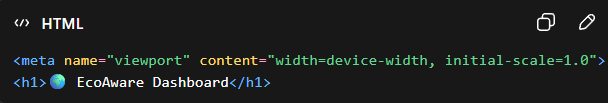 </> HTML
<meta name="viewport" content="width=device-width, initial-scale=1.0">
<h1>🌍 EcoAware Dashboard</h1>